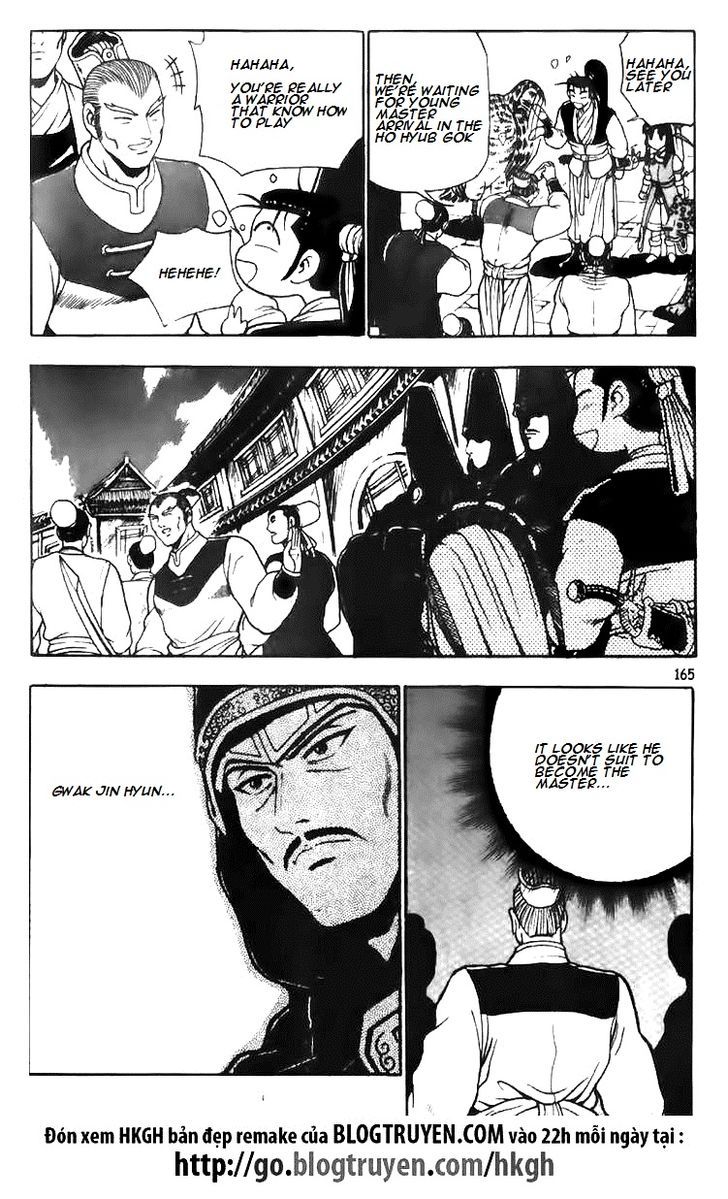 HAHAHA,
YOU'RE REALLY
A WARRIOR
THAT KNOW HOW
TO PLAY
HEHEHE!
THEN,
WE'RE WAITING
FOR YOUNG
MASTER
ARRIVAL IN THE
HO HYUB GOK
HAHAHA,
SEE YOU
LATER
165
GWAK JIN HYUN...
IT LOOKS LIKE HE
DOESN'T SUIT TO
BECOME THE
MASTER...
Đón xem HKGH bản đẹp remake của BLOGTRUYEN.COM vào 22h mỗi ngày tại :
http://go.blogtruyen.com/hkgh